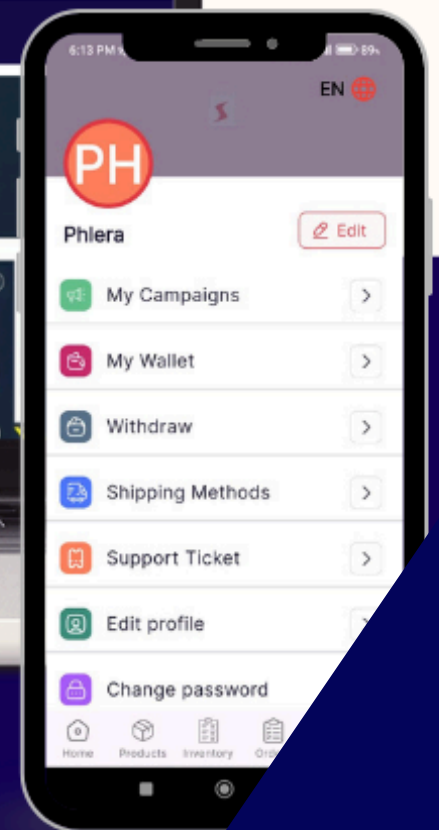 6:13 PM
89%
EN
PH
Phlera
Edit
My Campaigns
My Wallet
Withdraw
Shipping Methods
Support Ticket
Edit profile
Change password
Home
Products
Inventory